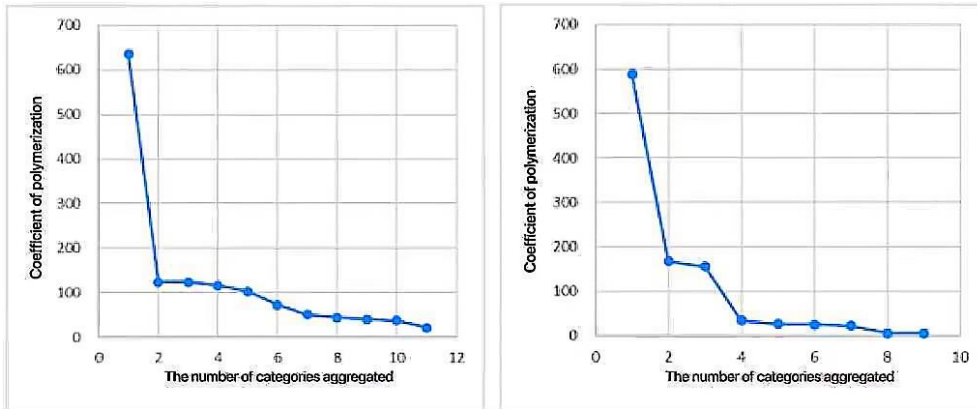 700
600
500
400
300
200
100
0
Coefficient of polymerization
0 2 4 6 8 10 12
The number of categories aggregated
700
600
500
400
300
200
100
0
Coefficient of polymerization
0 2 4 6 8 10
The number of categories aggregated